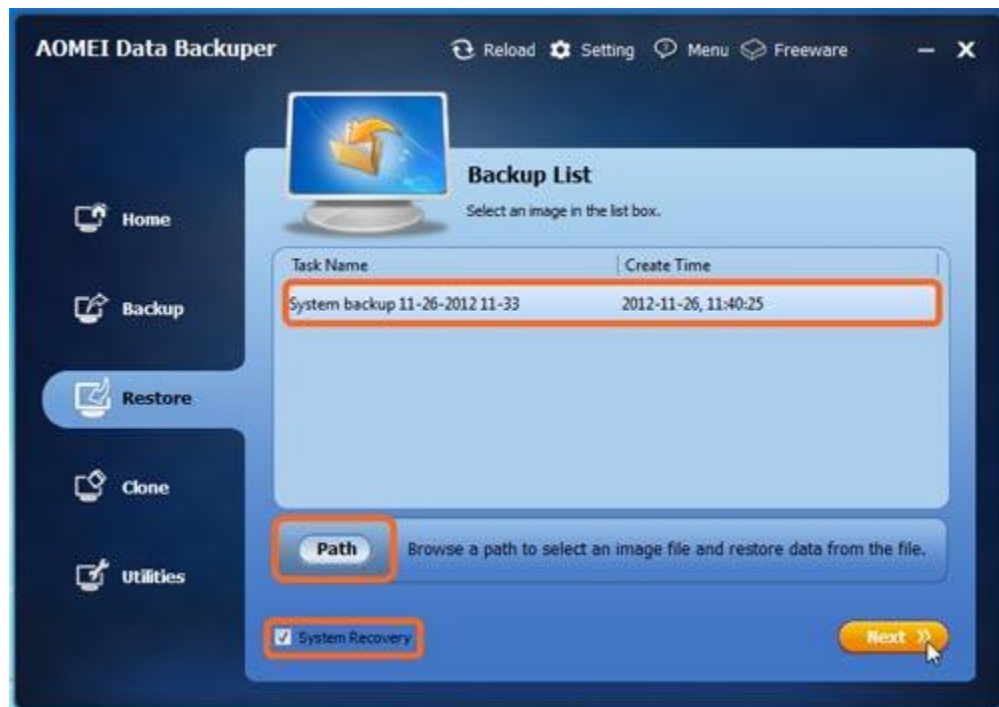 AOMEI Data Backuper
Reload Setting Menu Freeware
Backup List
Select an image in the list box.
Home
Backup
Restore
Clone
Utilities
Task Name Create Time
System backup 11-26-2012 11-33 2012-11-26, 11:40:25
Path Browse a path to select an image file and restore data from the file.
System Recovery
Next